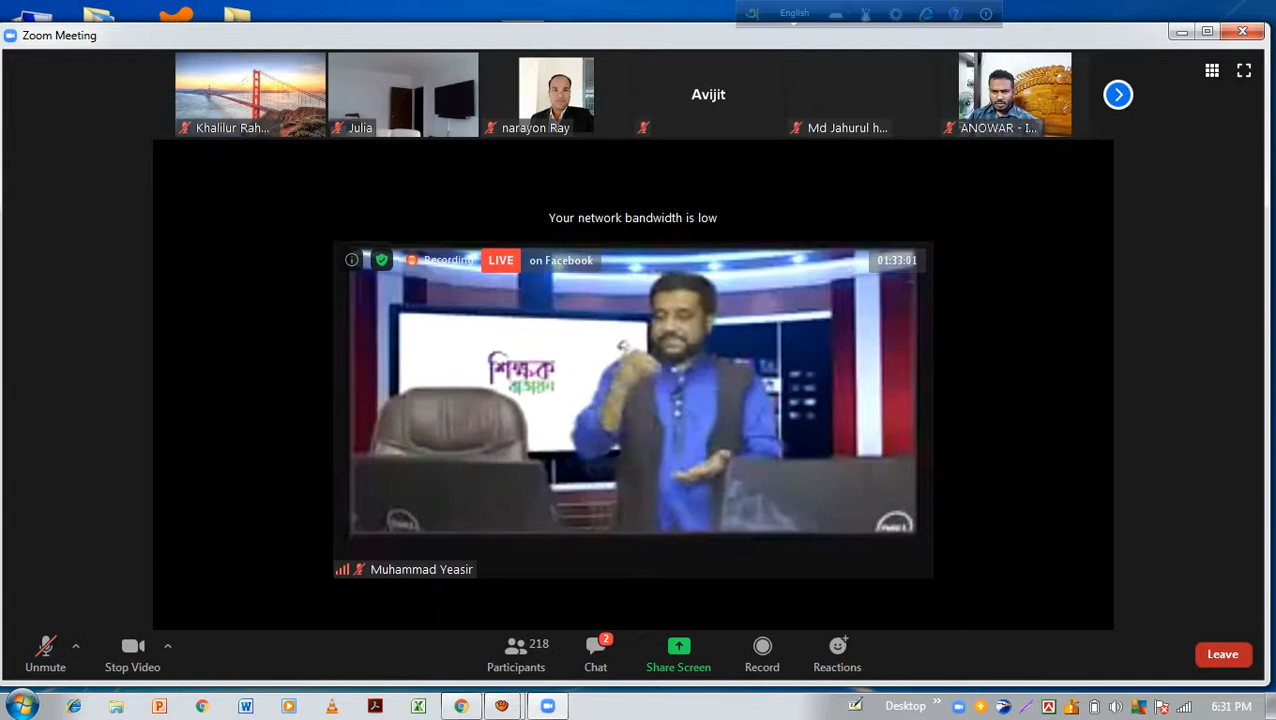 English
Zoom Meeting
Khalilur Rah...
Julia
narayon Ray
Avijit
Md Jahurul h...
ANOWAR - I...
Your network bandwidth is low
Recording
LIVE
on Facebook
01:33:01
শিক্ষক
বাতায়ন
Muhammad Yeasir
Unmute
Stop Video
218
Participants
2
Chat
Share Screen
Record
Reactions
Leave
Desktop
6:31 PM